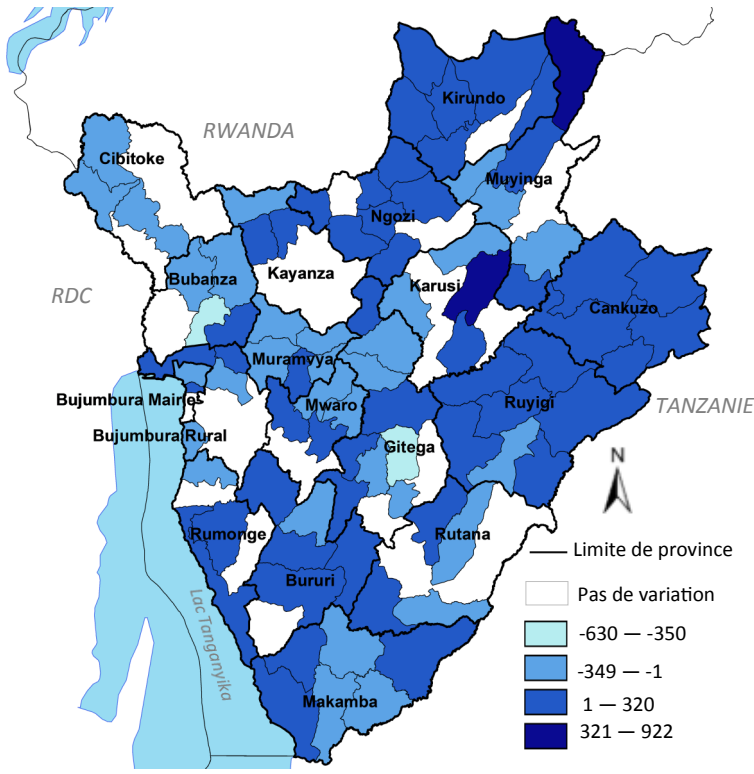 Kirundo
RWANDA
Cibitoke
Muyinga
Ngozi
Bubanza
Kayanza
Karusi
RDC
Cankuzo
Muramvya
Bujumbura Mairie
Mwaro
Ruyigi
TANZANIE
Bujumbura Rural
Gitega
N
Rumonge
Rutana
Limite de province
Bururi
Pas de variation
Lac Tanganyika
-630 — -350
-349 — -1
Makamba
1 — 320
321 — 922